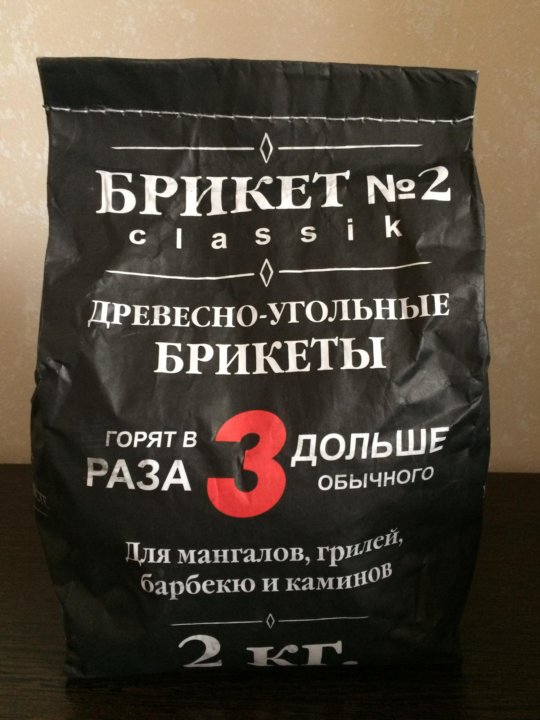 БРИКЕТ №2
classik
ДРЕВЕСНО-УГОЛЬНЫЕ
БРИКЕТЫ
ГОРЯТ В 3 ДОЛЬШЕ
РАЗА ОБЫЧНОГО
Для мангалов, грилей,
барбекю и каминов
2 кг.